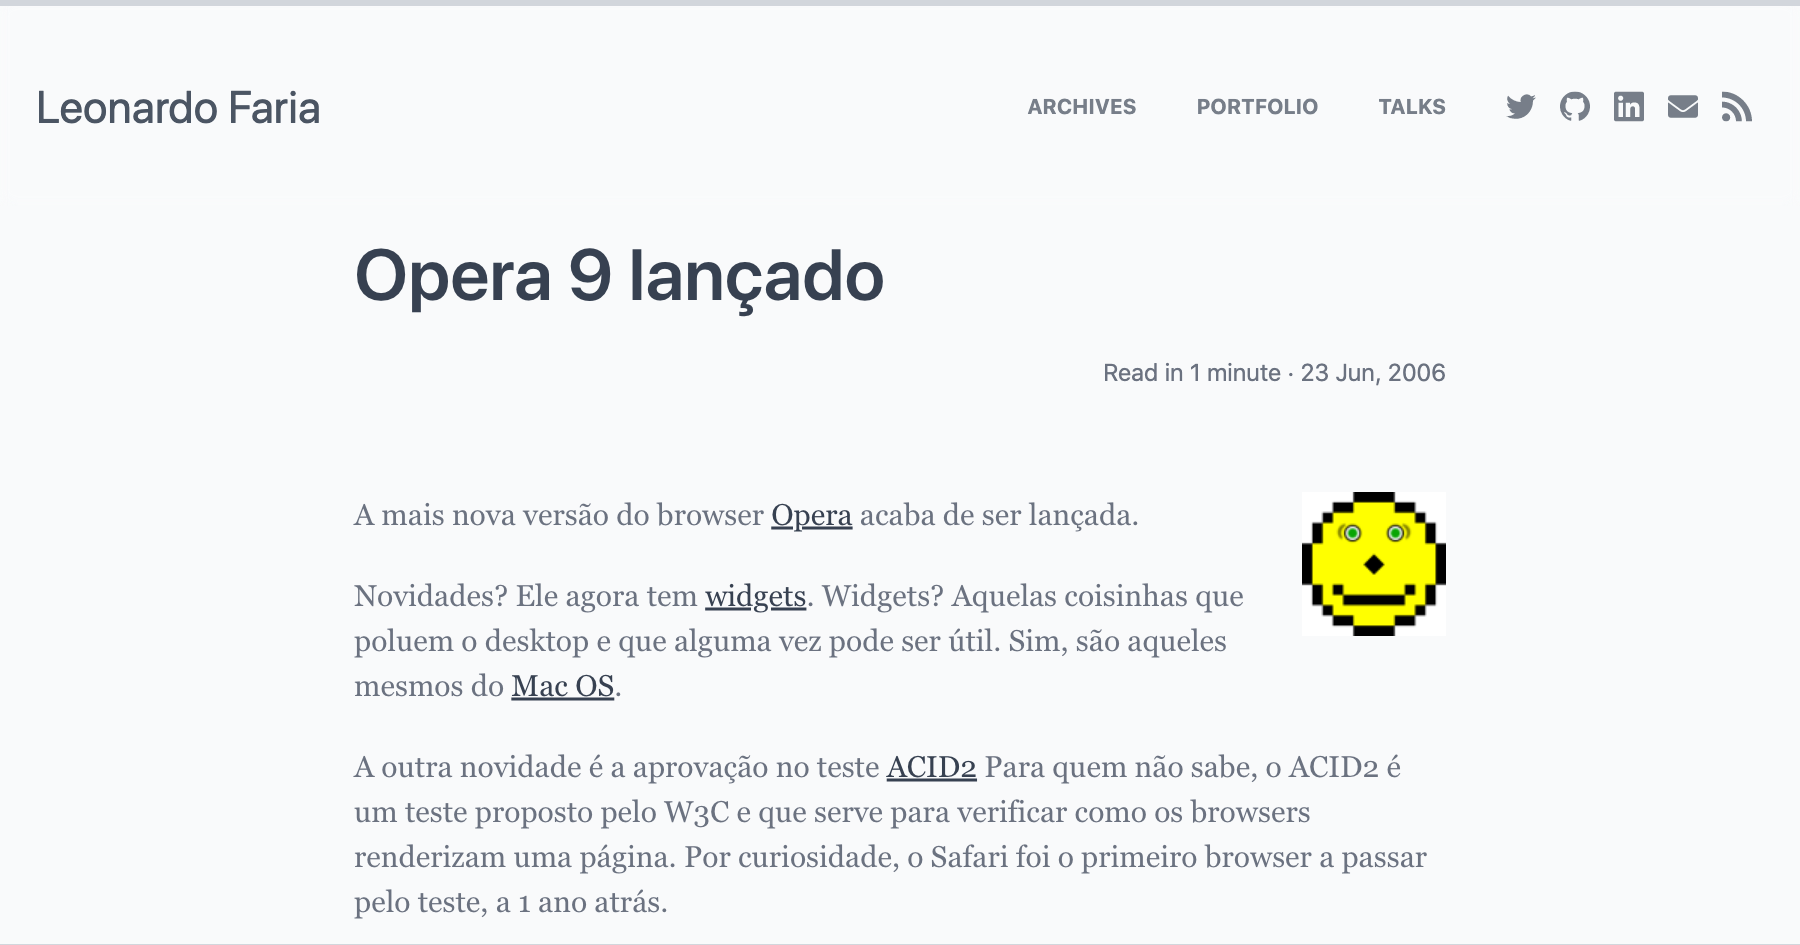 Leonardo Faria
ARCHIVES PORTFOLIO TALKS
Opera 9 lançado
Read in 1 minute · 23 Jun, 2006
A mais nova versão do browser Opera acaba de ser lançada.
Novidades? Ele agora tem widgets. Widgets? Aquelas coisinhas que
poluem o desktop e que alguma vez pode ser útil. Sim, são aqueles
mesmos do Mac OS.
A outra novidade é a aprovação no teste ACID2 Para quem não sabe, o ACID2 é
um teste proposto pelo W3C e que serve para verificar como os browsers
renderizam uma página. Por curiosidade, o Safari foi o primeiro browser a passar
pelo teste, a 1 ano atrás.